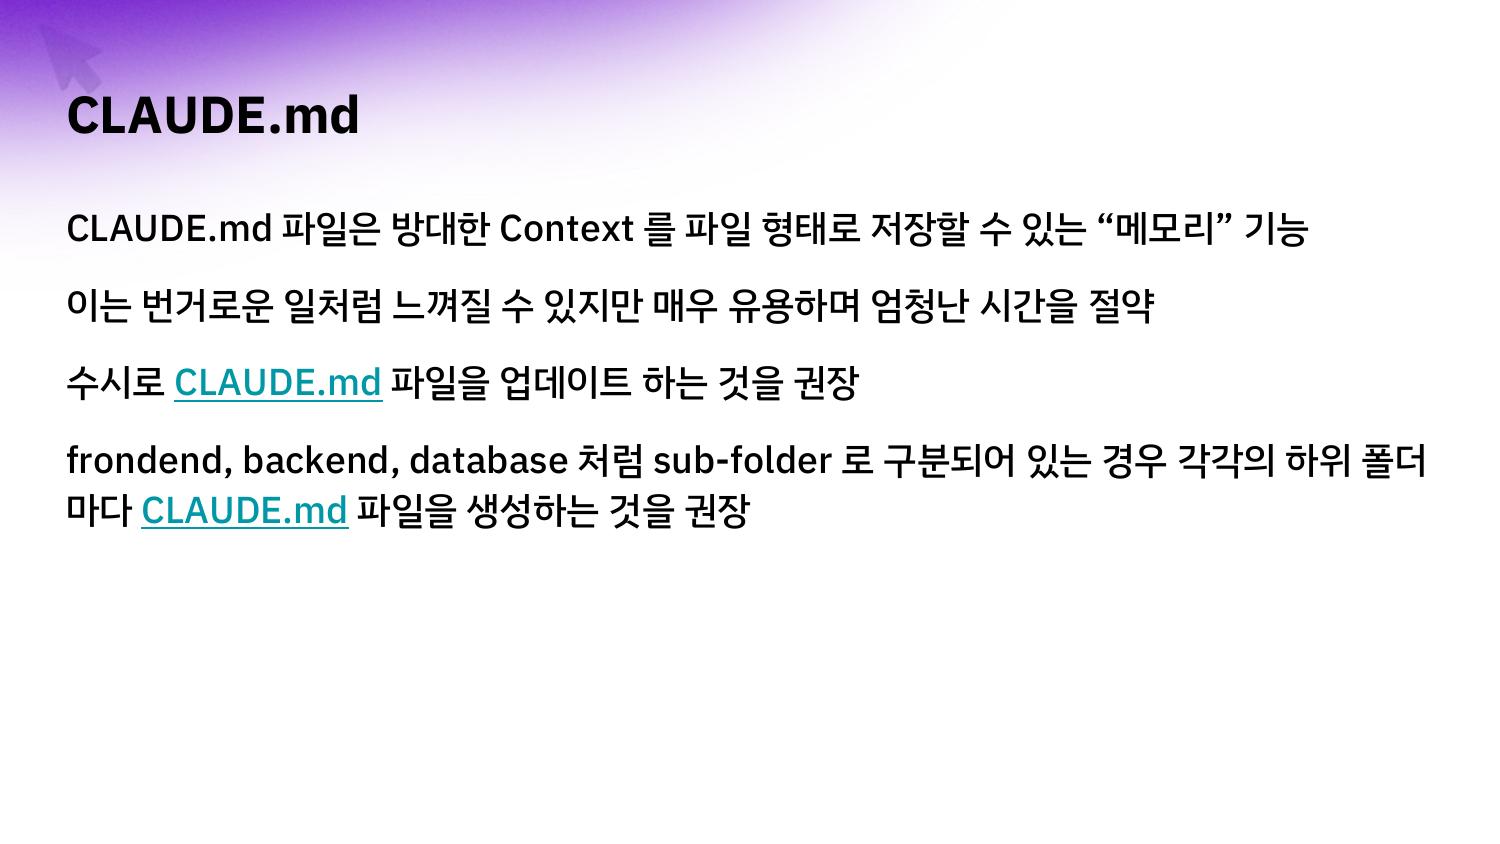 CLAUDE.md
CLAUDE.md 파일은 방대한 Context 를 파일 형태로 저장할 수 있는 “메모리” 기능
이는 번거로운 일처럼 느껴질 수 있지만 매우 유용하며 엄청난 시간을 절약
수시로 CLAUDE.md 파일을 업데이트 하는 것을 권장
frondend, backend, database 처럼 sub-folder 로 구분되어 있는 경우 각각의 하위 폴더
마다 CLAUDE.md 파일을 생성하는 것을 권장